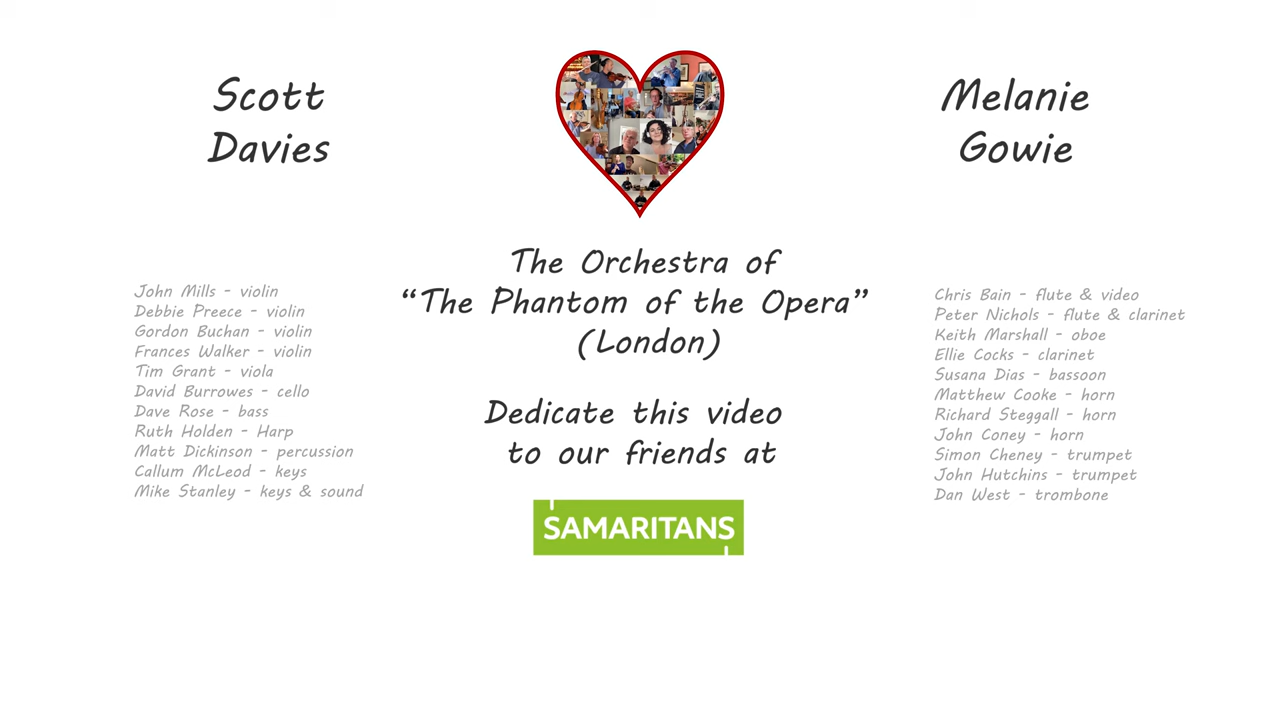 Scott
Davies
Melanie
Gowie
The Orchestra of
“The Phantom of the Opera”
(London)
Dedicate this video
to our friends at
SAMARITANS
John Mills - violin
Debbie Preece - violin
Gordon Buchan - violin
Frances Walker - violin
Tim Grant - viola
David Burrowes - cello
Dave Rose - bass
Ruth Holden - Harp
Matt Dickinson - percussion
Callum McLeod - keys
Mike Stanley - keys & sound
Chris Bain - flute & video
Peter Nichols - flute & clarinet
Keith Marshall - oboe
Ellie Cocks - clarinet
Susana Dias - bassoon
Matthew Cooke - horn
Richard Steggall - horn
John Coney - horn
Simon Cheney - trumpet
John Hutchins - trumpet
Dan West - trombone